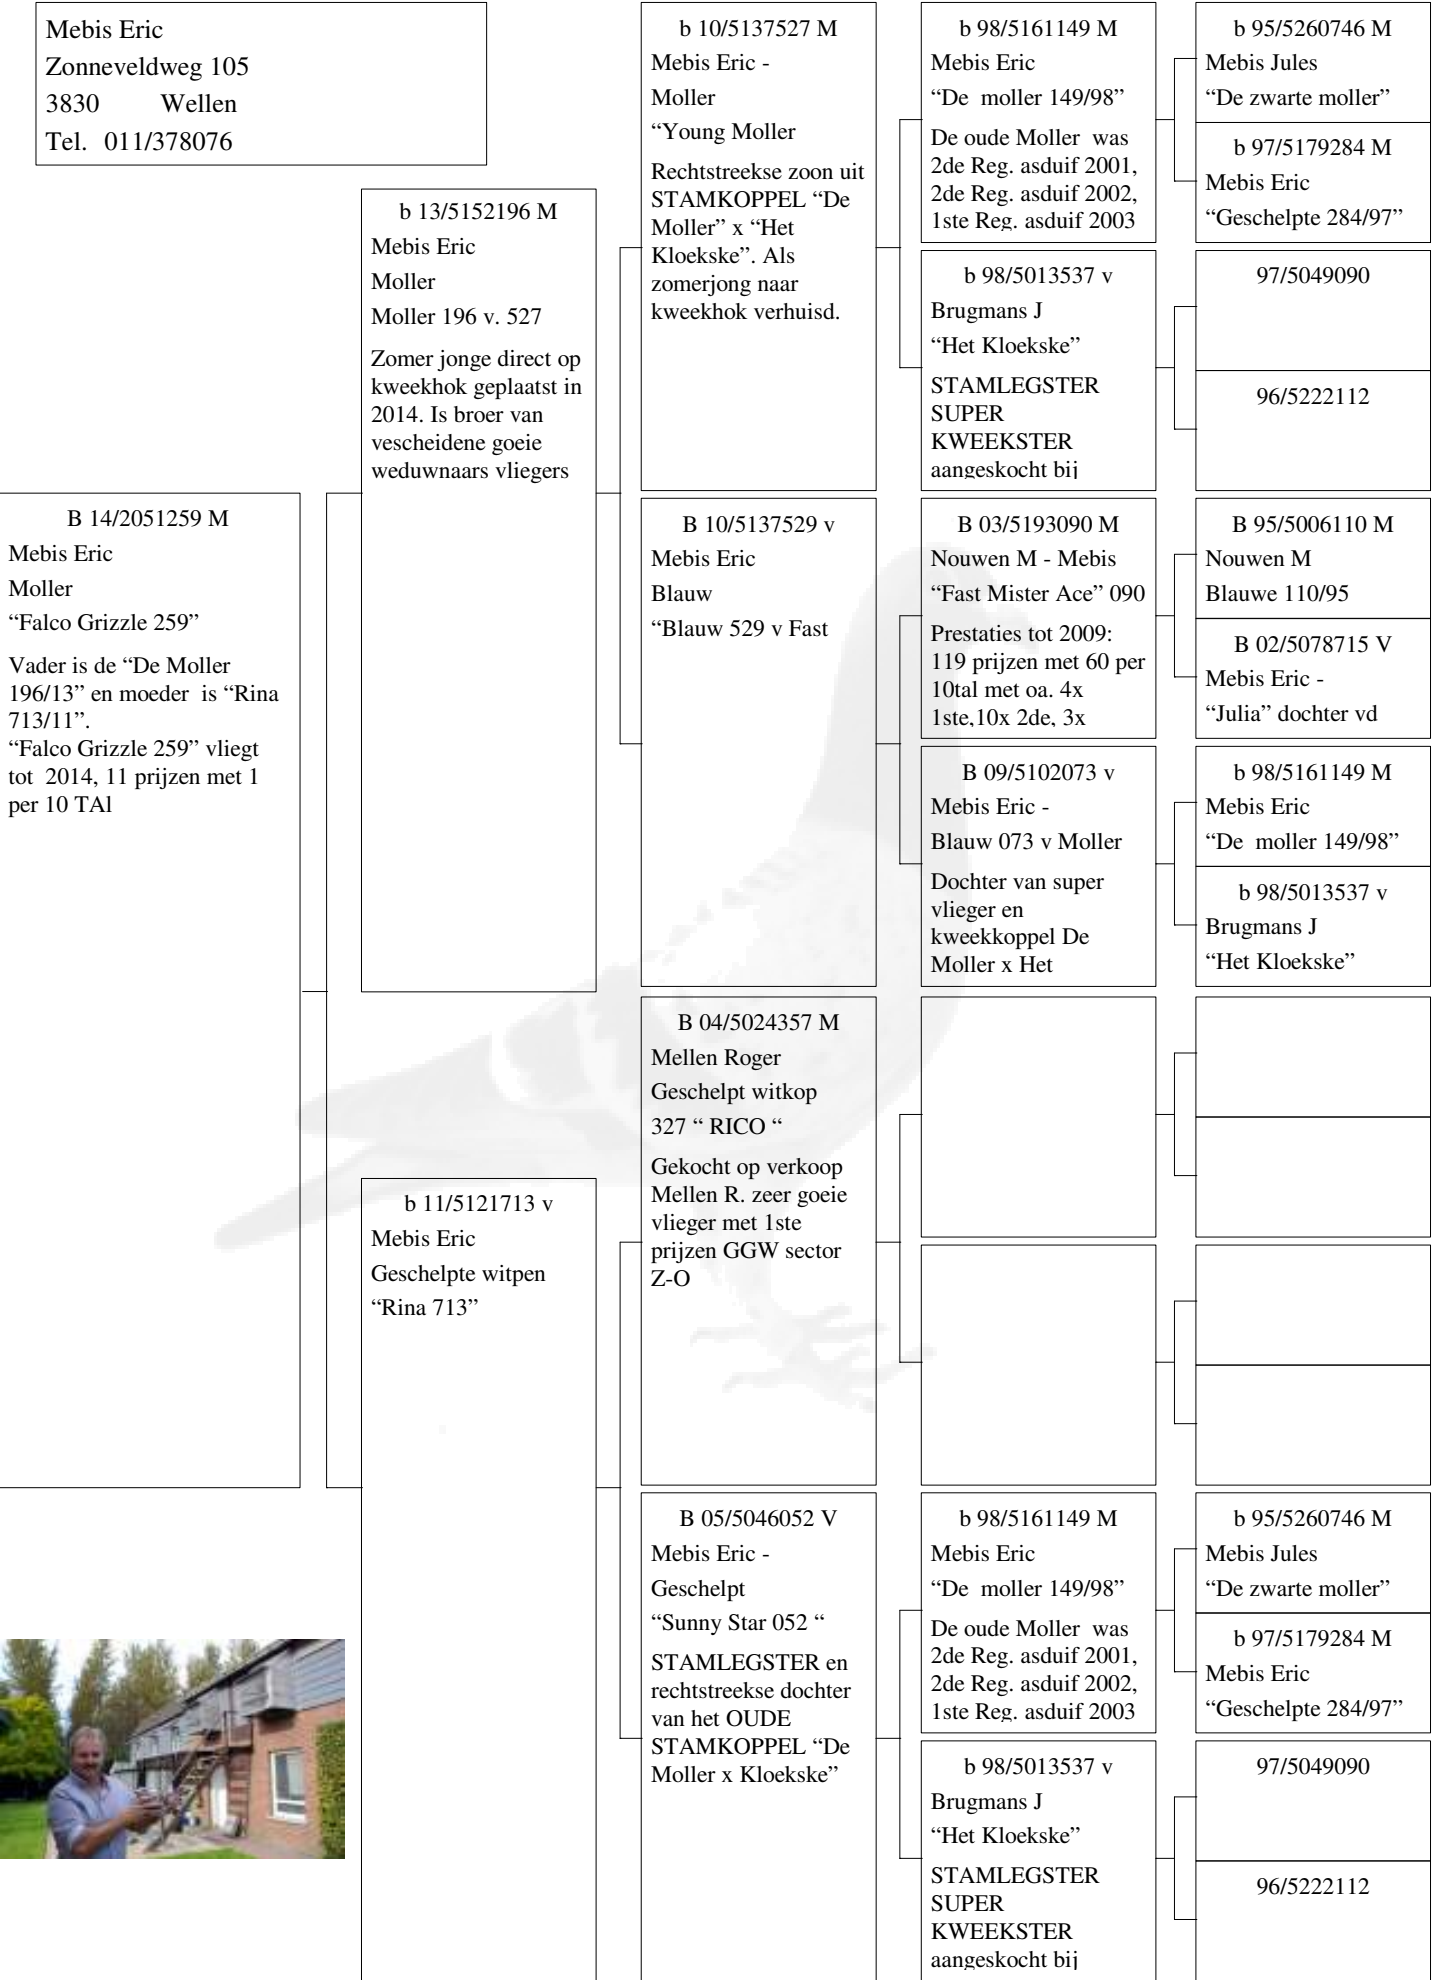 Mebis Eric
Zonneveldweg 105
3830 Wellen
Tel. 011/378076
B 14/2051259 M
Mebis Eric
Moller
“Falco Grizzle 259”
Vader is de “De Moller
196/13” en moeder is “Rina
713/11”.
“Falco Grizzle 259” vliegt
tot 2014, 11 prijzen met 1
per 10 TAl
b 13/5152196 M
Mebis Eric
Moller
Moller 196 v. 527
Zomer jonge direct op
kweekhok geplaatst in
2014. Is broer van
vescheidene goeie
weduwnaars vliegers
b 11/5121713 v
Mebis Eric
Geschelpte witpen
“Rina 713”
b 10/5137527 M
Mebis Eric -
Moller
“Young Moller
Rechtstreekse zoon uit
STAMKOPPEL “De
Moller” x “Het
Kloekske”. Als
zomerjong naar
kweekhok verhuisd.
B 10/5137529 v
Mebis Eric
Blauw
“Blauw 529 v Fast
B 04/5024357 M
Mellen Roger
Geschelpt witkop
327 “ RICO “
Gekocht op verkoop
Mellen R. zeer goeie
vlieger met 1ste
prijzen GGW sector
Z-O
B 05/5046052 V
Mebis Eric -
Geschelpt
“Sunny Star 052 “
STAMLEGSTER en
rechtstreekse dochter
van het OUDE
STAMKOPPEL “De
Moller x Kloekske”
b 98/5161149 M
Mebis Eric
“De moller 149/98”
De oude Moller was
2de Reg. asduif 2001,
2de Reg. asduif 2002,
1ste Reg. asduif 2003
b 98/5013537 v
Brugmans J
“Het Kloekske”
STAMLEGSTER
SUPER
KWEEKSTER
aangeskocht bij
B 03/5193090 M
Nouwen M - Mebis
“Fast Mister Ace” 090
Prestaties tot 2009:
119 prijzen met 60 per
10tal met oa. 4x
1ste,10x 2de, 3x
B 09/5102073 v
Mebis Eric -
Blauw 073 v Moller
Dochter van super
vlieger en
kweekkoppel De
Moller x Het
b 98/5161149 M
Mebis Eric
“De moller 149/98”
De oude Moller was
2de Reg. asduif 2001,
2de Reg. asduif 2002,
1ste Reg. asduif 2003
b 98/5013537 v
Brugmans J
“Het Kloekske”
STAMLEGSTER
SUPER
KWEEKSTER
aangeskocht bij
b 95/5260746 M
Mebis Jules
“De zwarte moller”
b 97/5179284 M
Mebis Eric
“Geschelpte 284/97”
97/5049090
96/5222112
B 95/5006110 M
Nouwen M
Blauwe 110/95
B 02/5078715 V
Mebis Eric -
“Julia” dochter vd
b 98/5161149 M
Mebis Eric
“De moller 149/98”
b 98/5013537 v
Brugmans J
“Het Kloekske”
b 95/5260746 M
Mebis Jules
“De zwarte moller”
b 97/5179284 M
Mebis Eric
“Geschelpte 284/97”
97/5049090
96/5222112